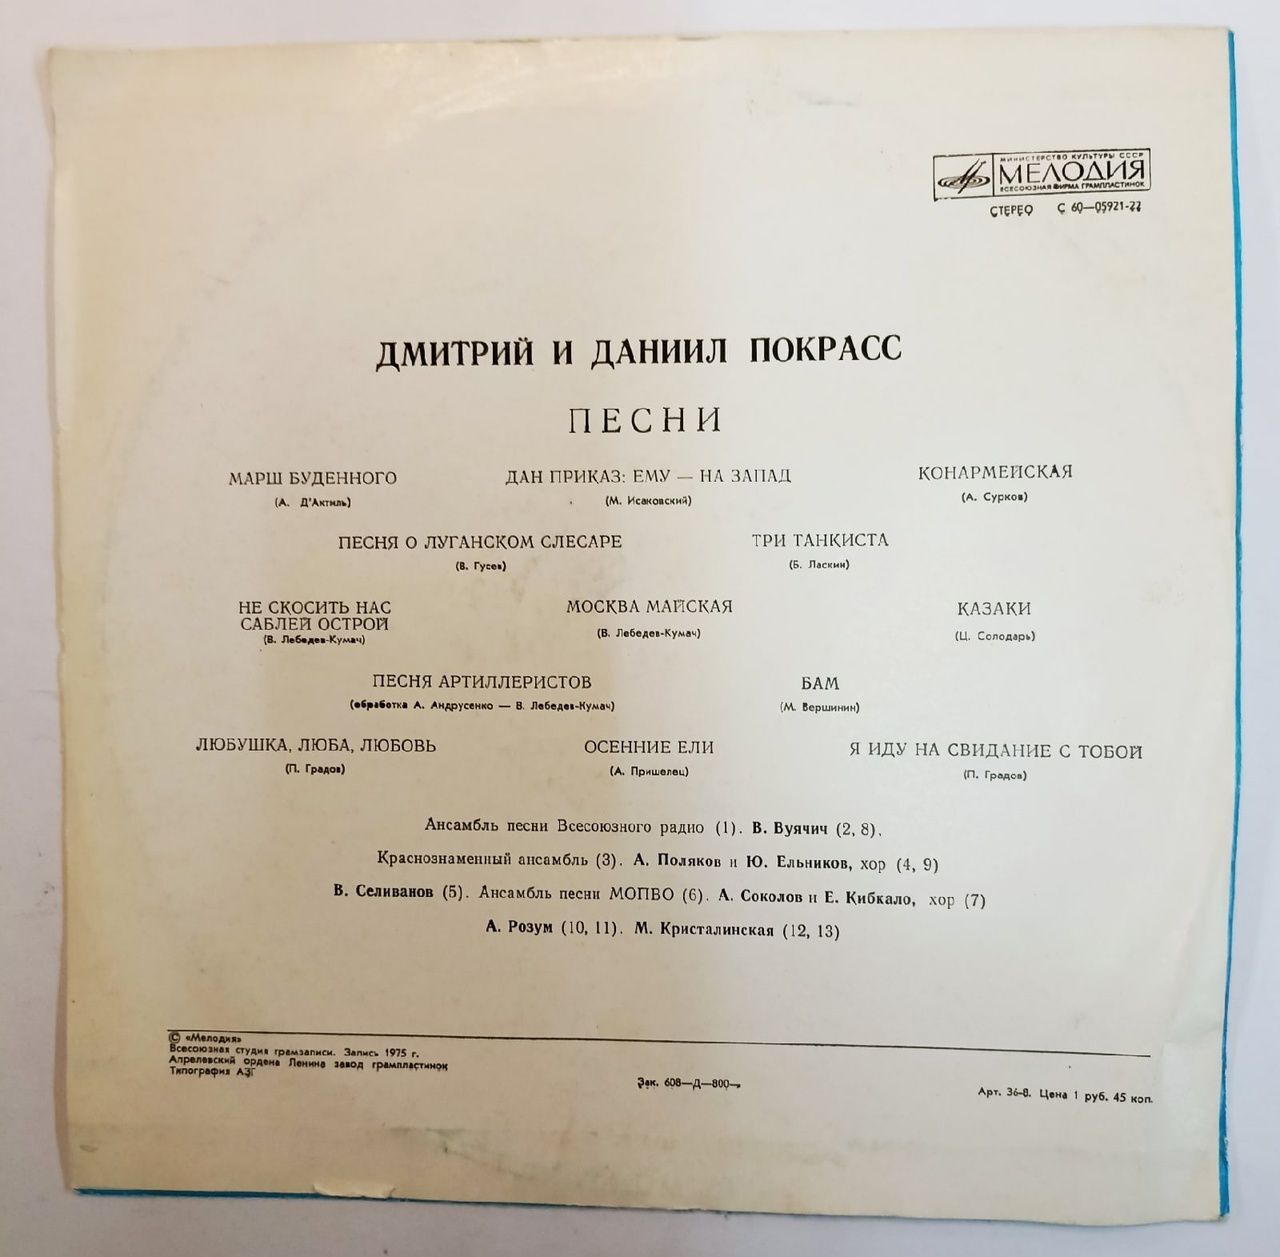 МИНИСТЕРСТВО КУЛЬТУРЫ СССР
МЕЛОДИЯ
ВСЕСОЮЗНАЯ ФИРМА ГРАМПЛАСТИНОК
СТЕРЕО С 60—05921-22
ДМИТРИЙ И ДАНИИЛ ПОКРАСС
ПЕСНИ
МАРШ БУДЕННОГО ДАН ПРИКАЗ: ЕМУ — НА ЗАПАД КОНАРМЕЙСКАЯ
(А. Д'Актиль) (М. Исаковский) (А. Сурков)
ПЕСНЯ О ЛУГАНСКОМ СЛЕСАРЕ ТРИ ТАНКИСТА
(В. Гусев) (Б. Ласкин)
НЕ СКОСИТЬ НАС МОСКВА МАЙСКАЯ КАЗАКИ
САБЛЕЙ ОСТРОЙ
(В. Лебедев-Кумач) (В. Лебедев-Кумач) (Ц. Солодарь)
ПЕСНЯ АРТИЛЛЕРИСТОВ БАМ
(обработка А. Андрусенко — В. Лебедев-Кумач) (М. Вершинин)
ЛЮБУШКА, ЛЮБА, ЛЮБОВЬ ОСЕННИЕ ЕЛИ Я ИДУ НА СВИДАНИЕ С ТОБОЙ
(П. Градов) (А. Пришелец) (П. Градов)
Ансамбль песни Всесоюзного радио (1). В. Вуячич (2, 8),
Краснознаменный ансамбль (3). А. Поляков и Ю. Ельников, хор (4, 9)
В. Селиванов (5). Ансамбль песни МОПВО (6). А. Соколов и Е. Кибкало, хор (7)
А. Розум (10, 11). М. Кристалинская (12, 13)
© «Мелодия»
Всесоюзная студия грамзаписи. Запись 1975 г.
Апрелевский ордена Ленина завод грампластинок
Типография АЗГ
Зак. 608—Д—800—
Арт. 36-8. Цена 1 руб. 45 коп.